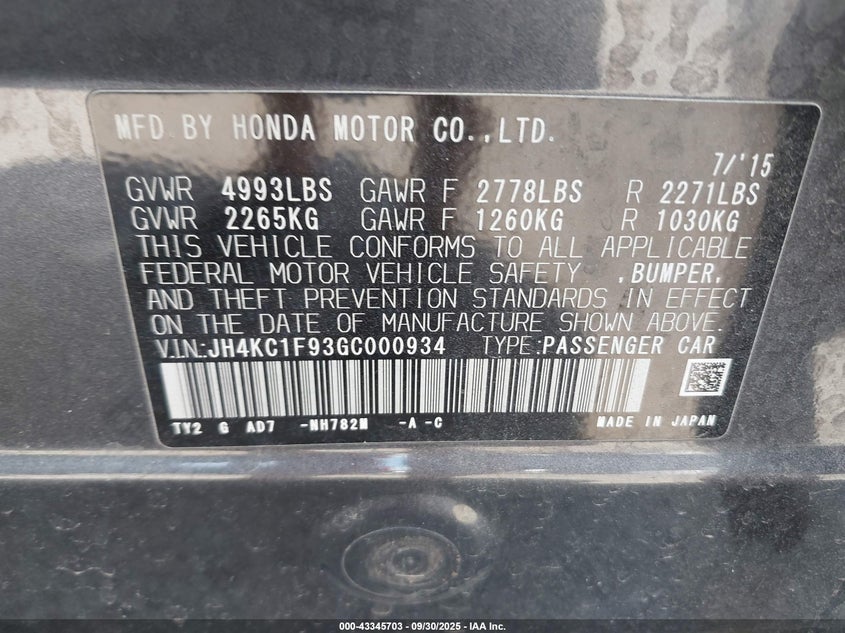 MFD.BY HONDA MOTOR CO.,LTD.
7/'15
GVWR 4993LBS GAWR F 2778LBS R 2271LBS
GVWR 2265KG GAWR F 1260KG R 1030KG
THIS VEHICLE CONFORMS TO ALL APPLICABLE
FEDERAL MOTOR VEHICLE SAFETY ,BUMPER,
AND THEFT PREVENTION STANDARDS IN EFFECT
ON THE DATE OF MANUFACTURE SHOWN ABOVE.
V.I.N:JH4KC1F93GC000934 TYPE:PASSENGER CAR
TY2 G AD7 -NH782M -A -C MADE IN JAPAN
000-43345703 - 09/30/2025 - IAA Inc.